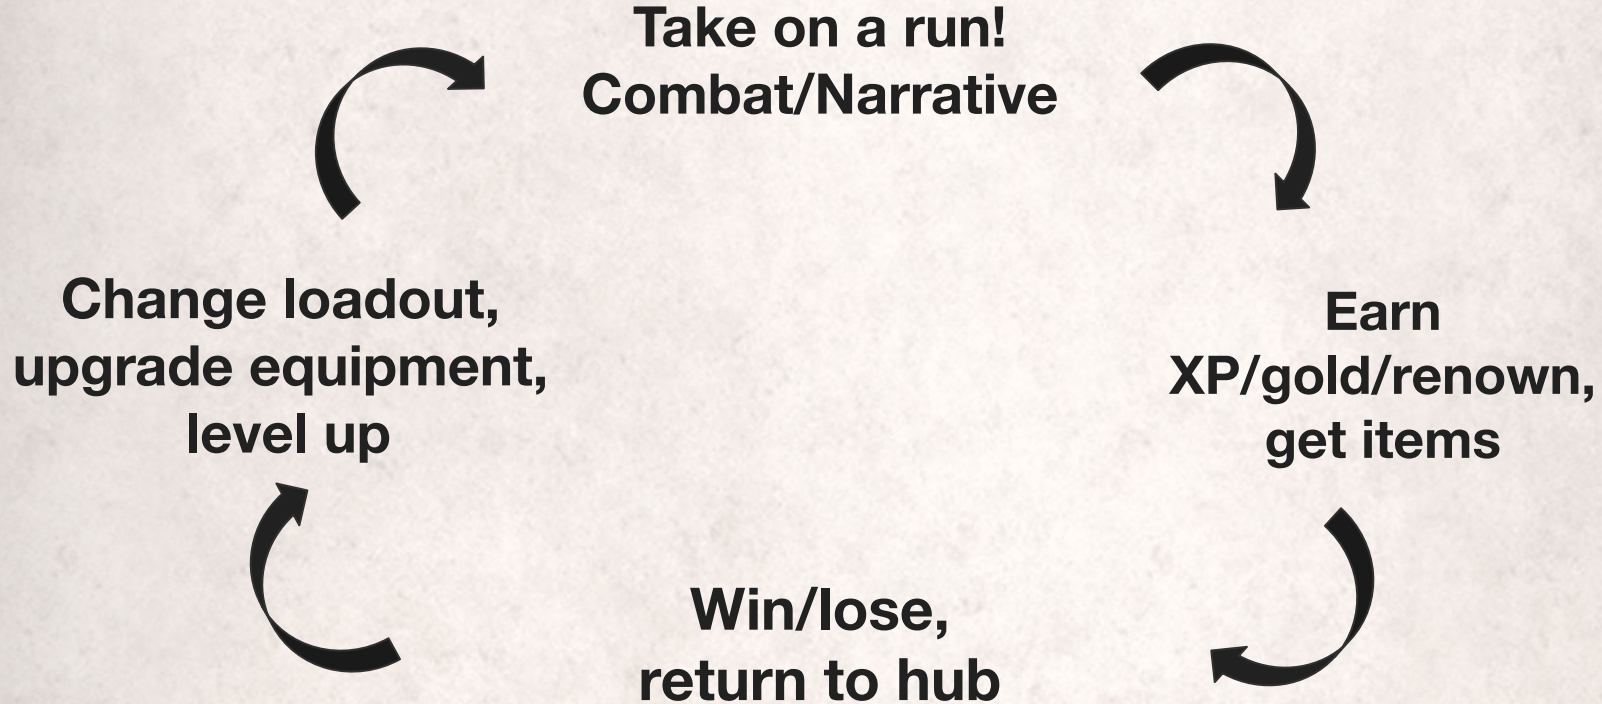 Take on a run!
Combat/Narrative
Earn
XP/gold/renown,
get items
Win/lose,
return to hub
Change loadout,
upgrade equipment,
level up